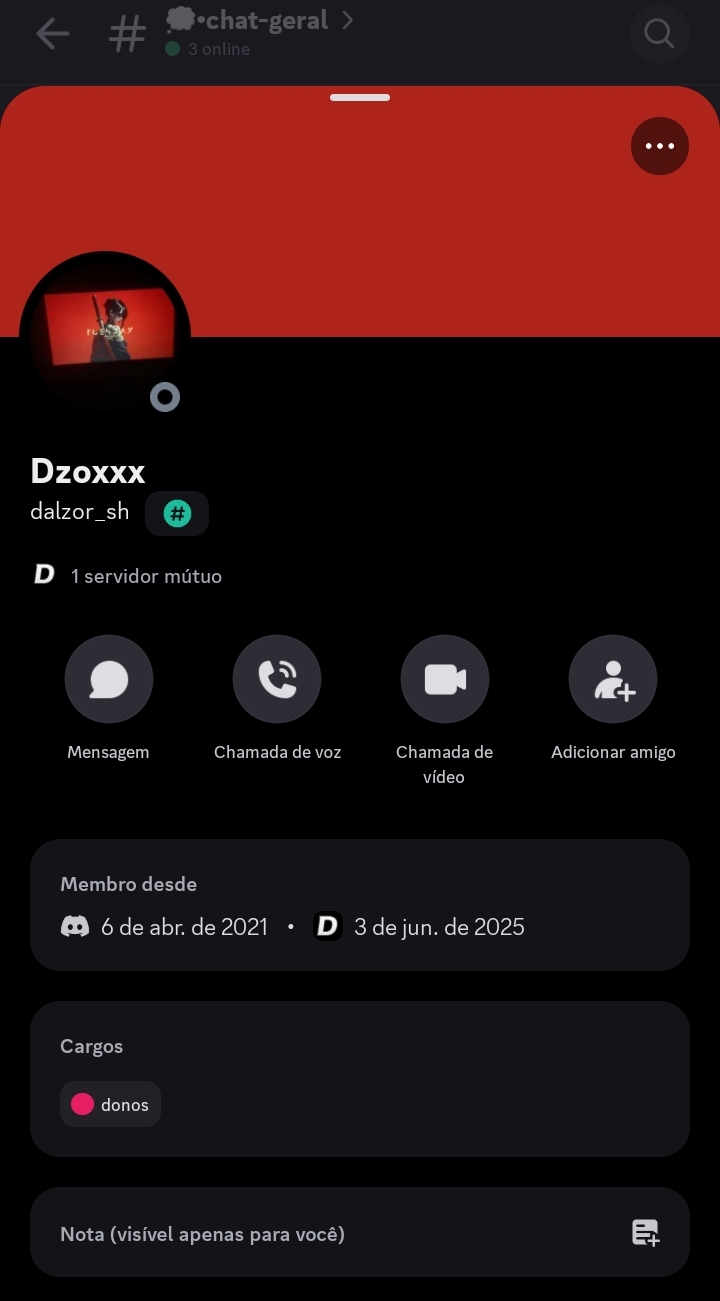 •chat-geral
3 online
TUESDAY
Dzoxxx
dalzor_sh
D 1 servidor mútuo
Mensagem
Chamada de voz
Chamada de
vídeo
Adicionar amigo
Membro desde
6 de abr. de 2021 • D 3 de jun. de 2025
Cargos
donos
Nota (visível apenas para você)